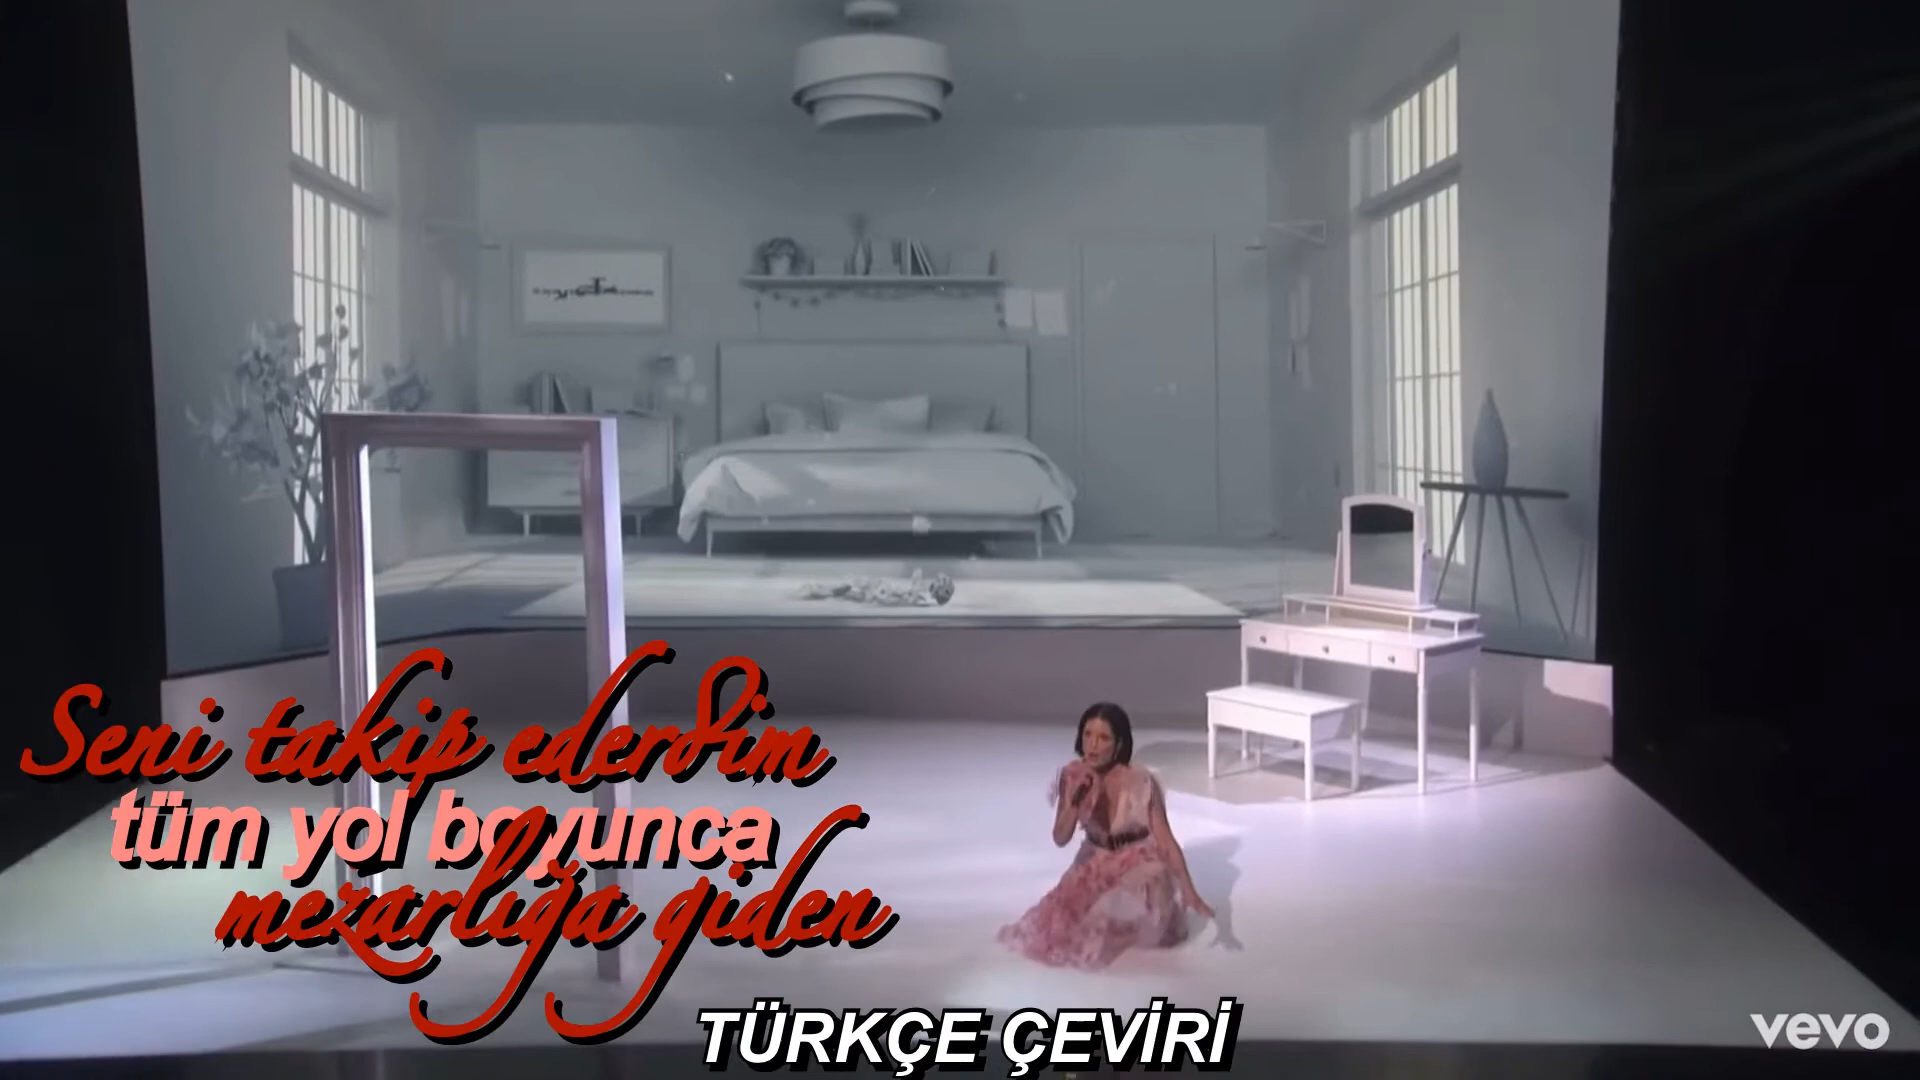 Seni takip ederdim
tüm yol boyunca
mezarlığa giden
TÜRKÇE ÇEVİRİ
vevo